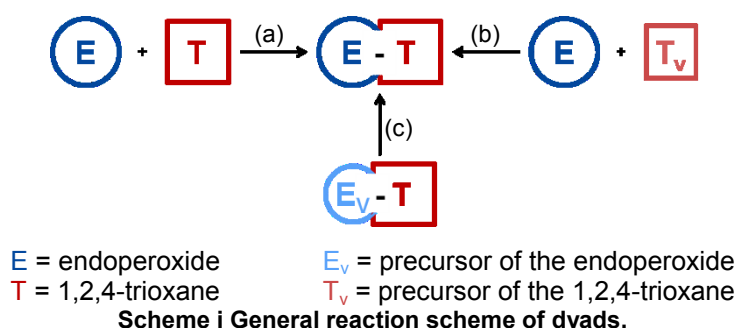 E + T (a) E - T (b) E + Tv
(c)
Ev - T
E = endoperoxide Ev = precursor of the endoperoxide
T = 1,2,4-trioxane Tv = precursor of the 1,2,4-trioxane
Scheme i General reaction scheme of dyads.